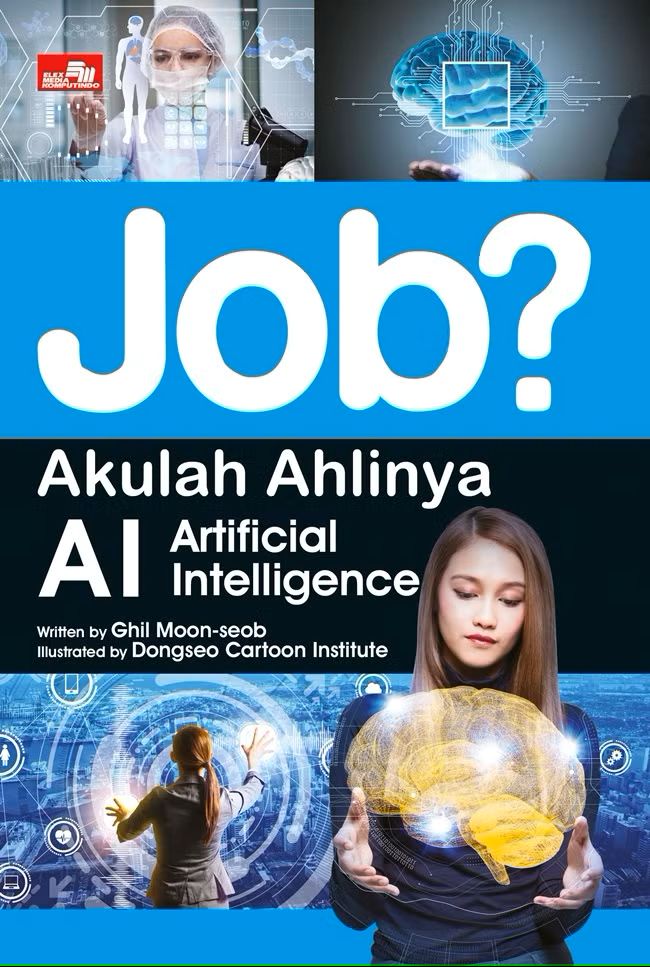 ELEX
MEDIA
KOMPUTINDO
Job?
Akulah Ahlinya
AI Artificial
Intelligence
Written by Ghil Moon-seob
Illustrated by Dongseo Cartoon Institute